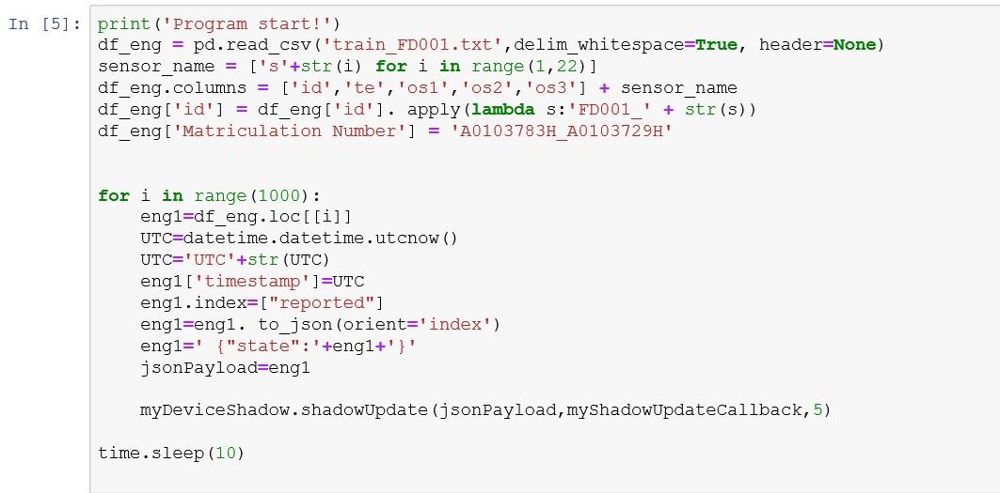 In [5]: print('Program start!')
df_eng = pd.read_csv('train_FD001.txt',delim_whitespace=True, header=None)
sensor_name = ['s'+str(i) for i in range(1,22)]
df_eng.columns = ['id','te','os1','os2','os3'] + sensor_name
df_eng['id'] = df_eng['id']. apply(lambda s:'FD001_' + str(s))
df_eng['Matriculation Number'] = 'A0103783H_A0103729H'
for i in range(1000):
    eng1=df_eng.loc[[i]]
    UTC=datetime.datetime.utcnow()
    UTC='UTC'+str(UTC)
    eng1['timestamp']=UTC
    eng1.index=["reported"]
    eng1=eng1. to_json(orient='index')
    eng1=' {"state":'+eng1+'}'
    jsonPayload=eng1
    myDeviceShadow.shadowUpdate(jsonPayload,myShadowUpdateCallback,5)
time.sleep(10)